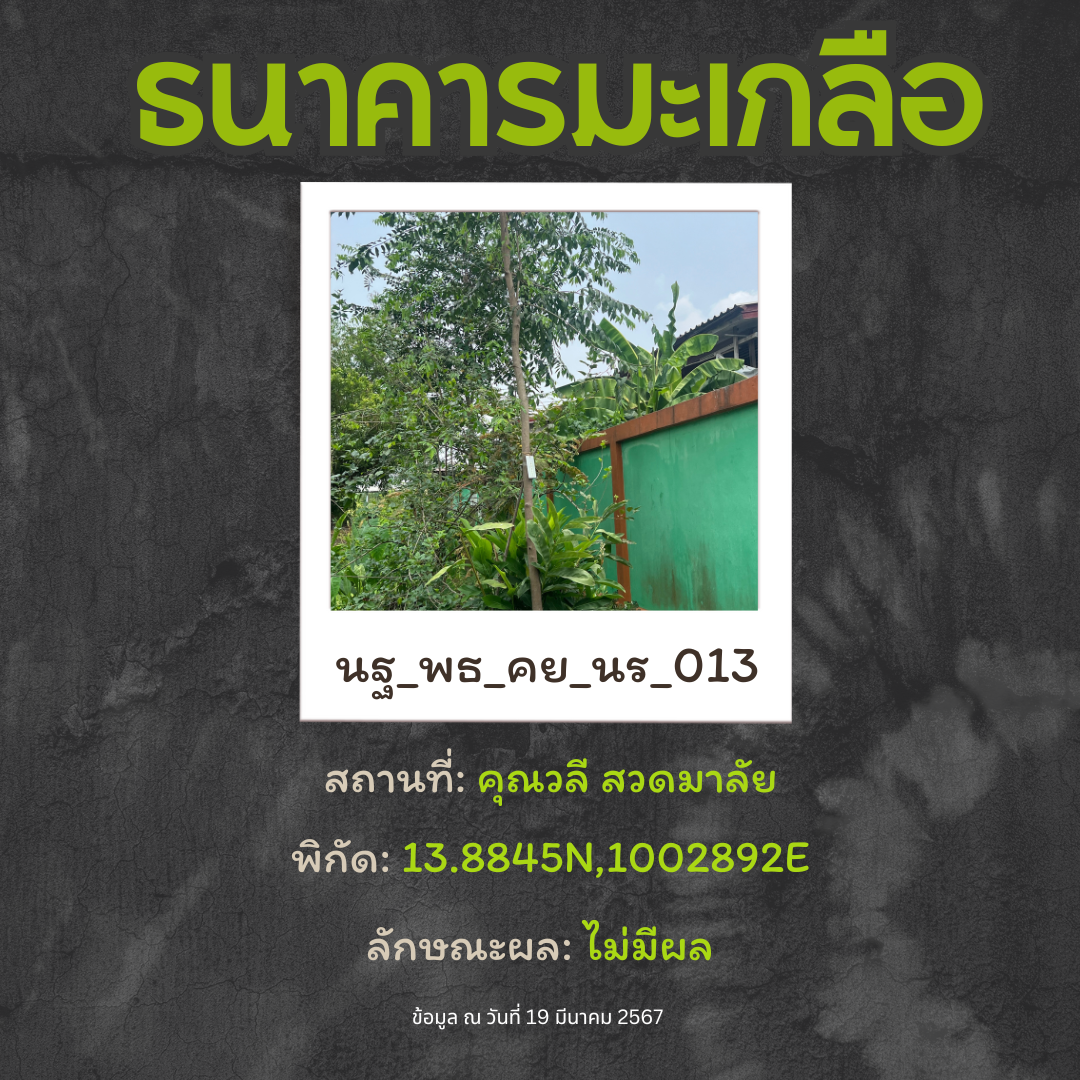 ธนาคารมะเกลือ
นฐ_พธ_คย_นร_013
สถานที่: คุณวลี สวดมาลัย
พิกัด: 13.8845N,1002892E
ลักษณะผล: ไม่มีผล
ข้อมูล ณ วันที่ 19 มีนาคม 2567